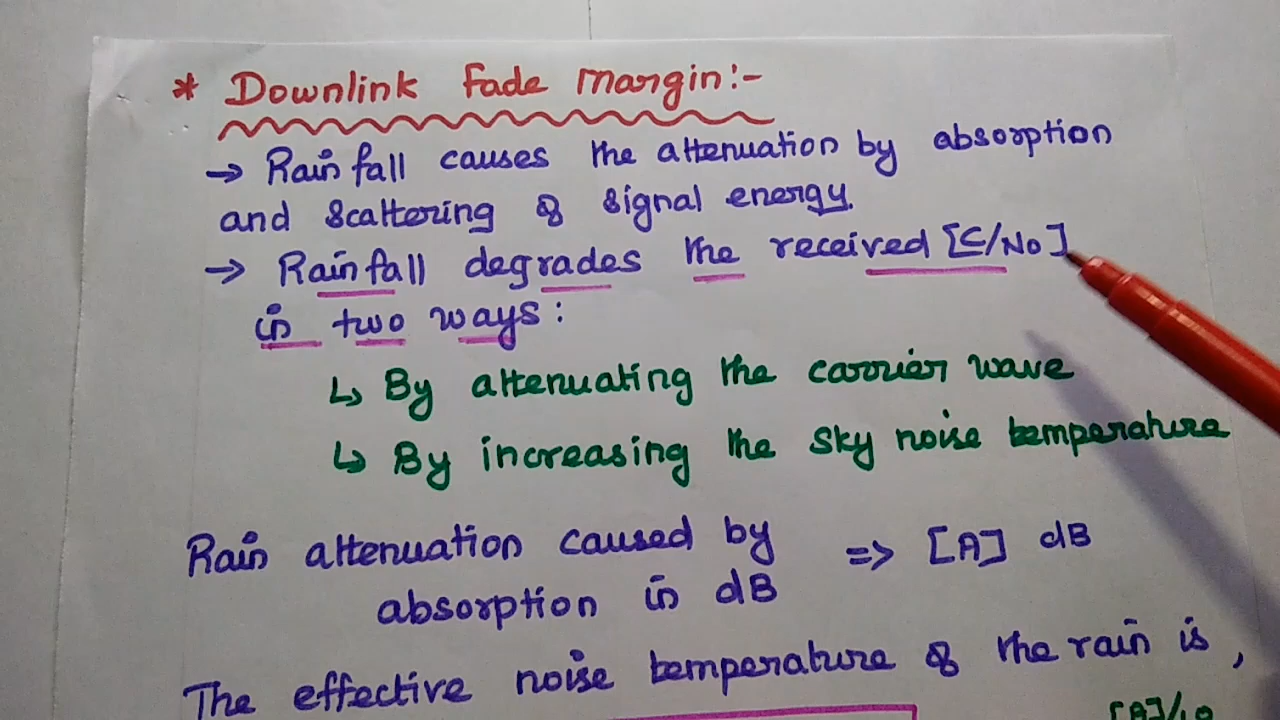 * Downlink Fade Margin:-
→ Rainfall causes the attenuation by absorption
and scattering of signal energy.
→ Rainfall degrades the received [C/No]
in two ways:
↳ By attenuating the carrier wave
↳ By increasing the sky noise temperature
Rain attenuation caused by
absorption in dB => [A] dB
The effective noise temperature of the rain is,
[A]/10